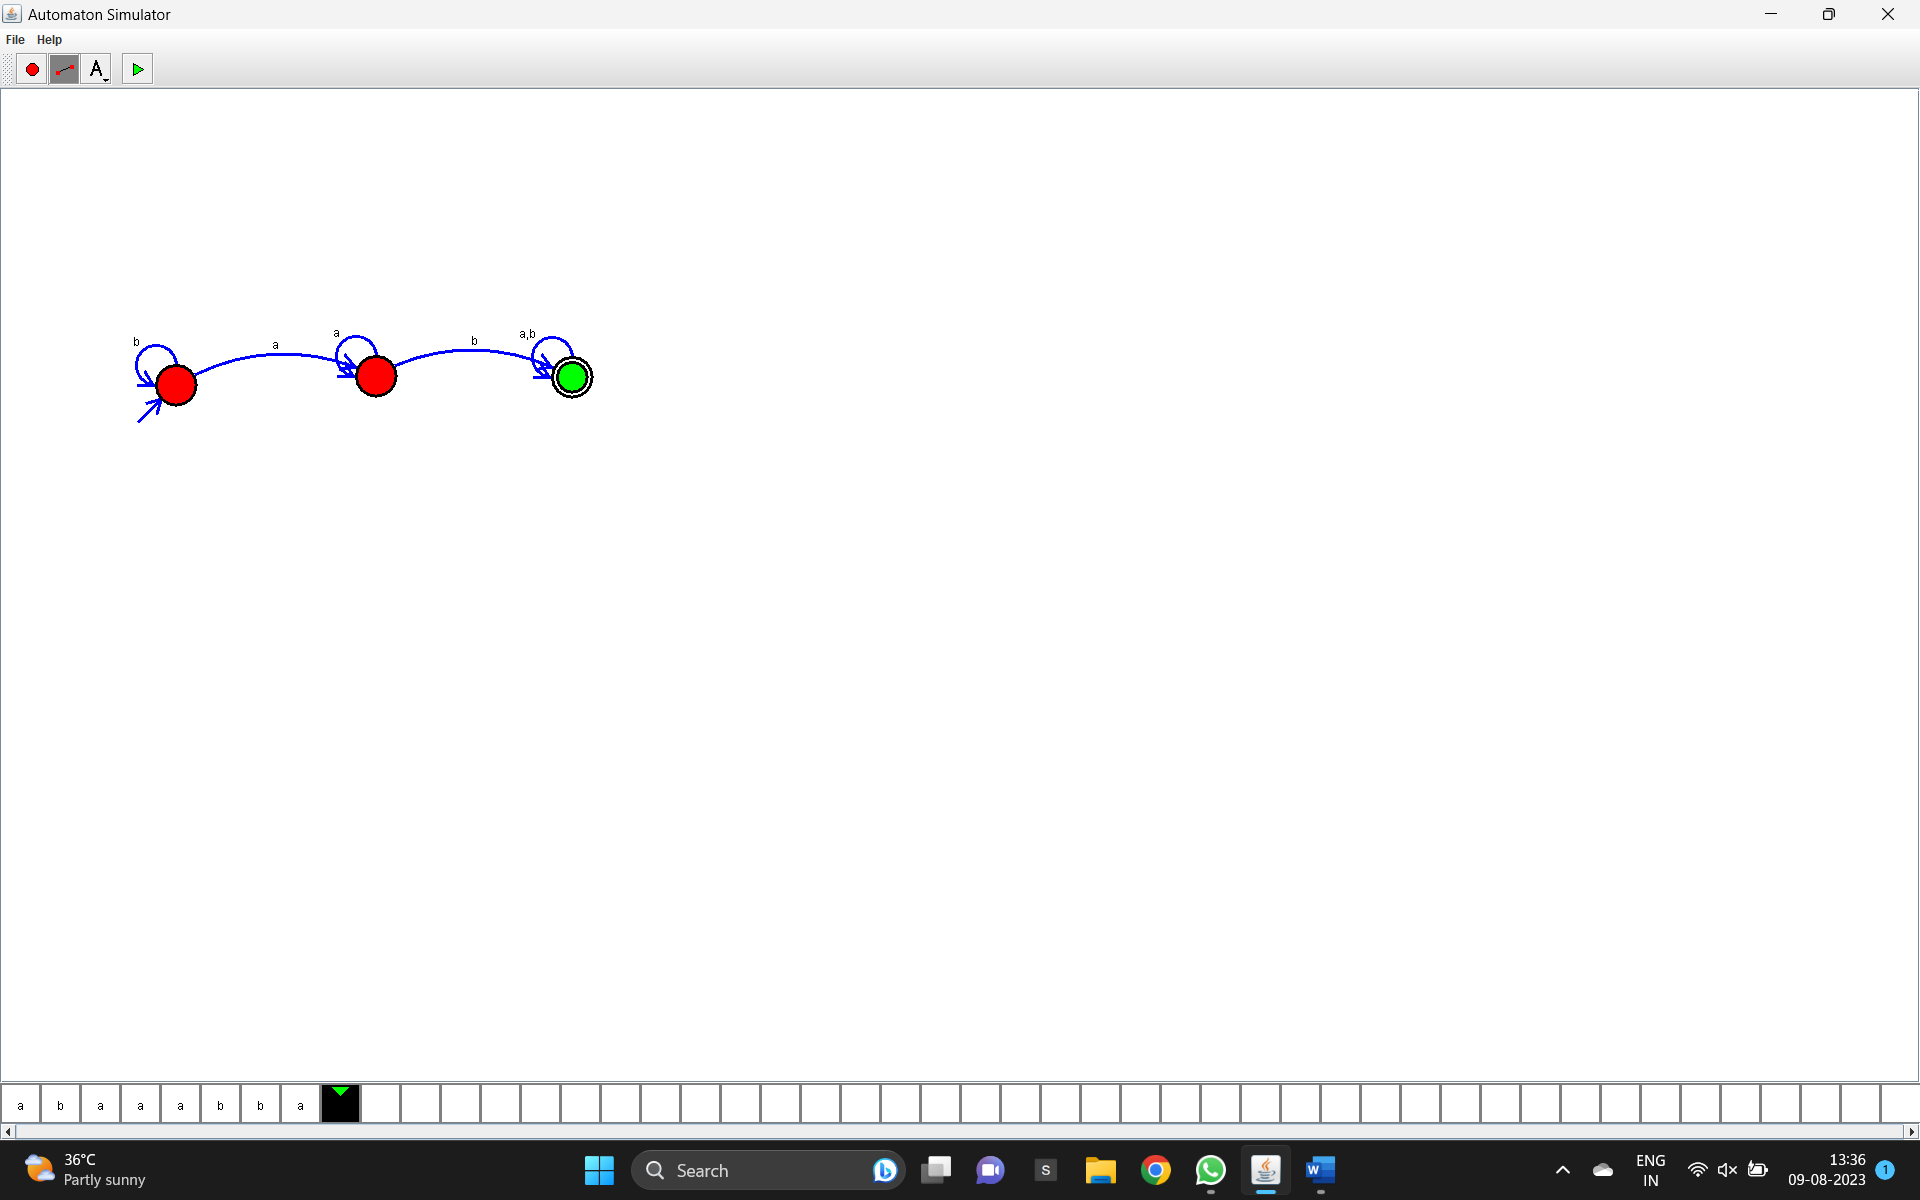 Automaton Simulator
File Help
A
b a a b a,b
a b a a a b b a
36°C
Partly sunny
Search
S
W
ENG
IN
13:36
09-08-2023
1